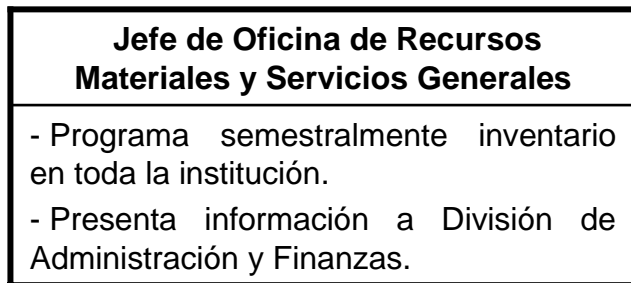 Jefe de Oficina de Recursos
Materiales y Servicios Generales
- Programa semestralmente inventario
en toda la institución.
- Presenta información a División de
Administración y Finanzas.